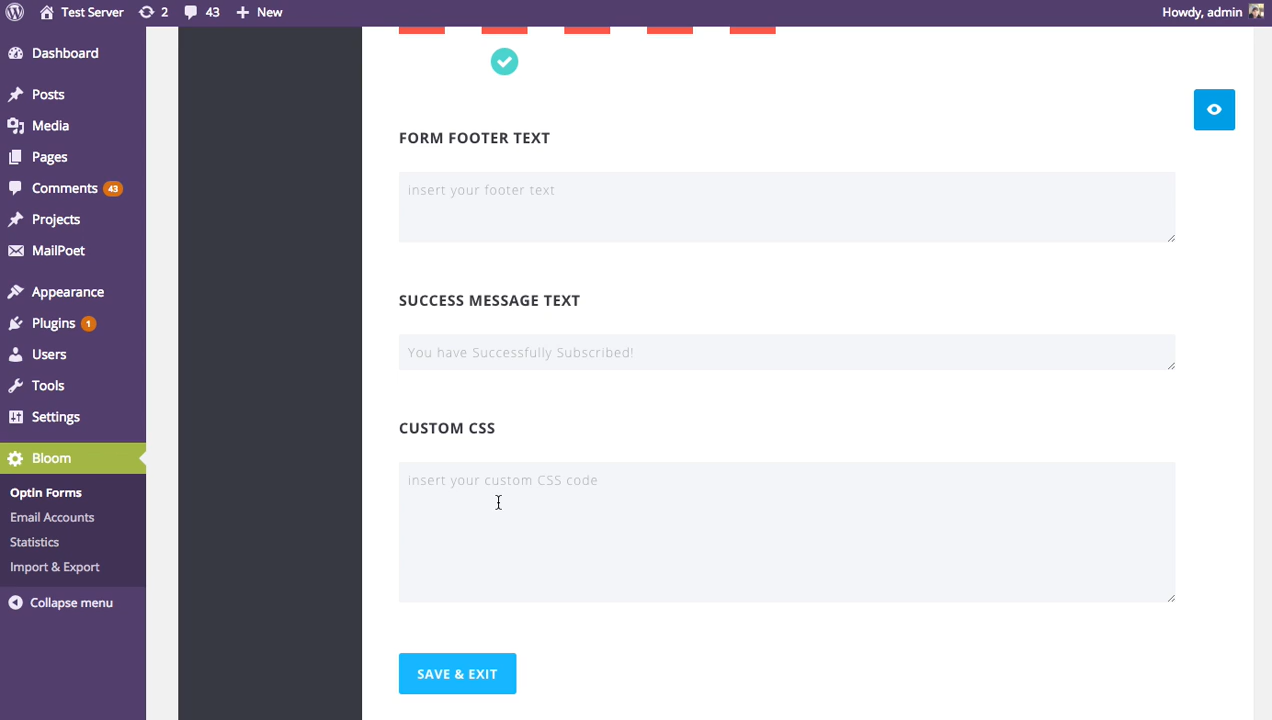 Test Server 2 43 New Howdy, admin
Dashboard
Posts
Media
Pages
Comments 43
Projects
MailPoet
Appearance
Plugins 1
Users
Tools
Settings
Bloom
Optin Forms
Email Accounts
Statistics
Import & Export
Collapse menu
FORM FOOTER TEXT
insert your footer text
SUCCESS MESSAGE TEXT
You have Successfully Subscribed!
CUSTOM CSS
insert your custom CSS code
SAVE & EXIT